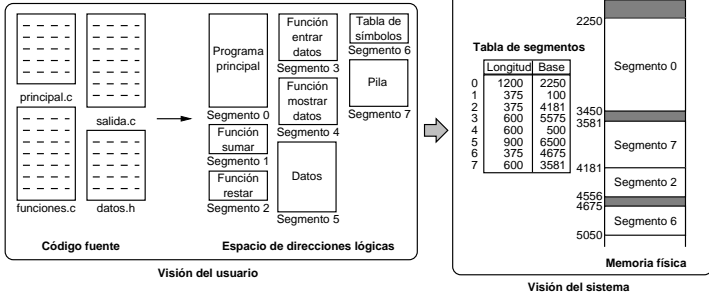 principal.c
salida.c
funciones.c
datos.h
Código fuente
Programa
principal
Segmento 0
Función
sumar
Segmento 1
Función
restar
Segmento 2
Función
entrar
datos
Segmento 3
Función
mostrar
datos
Segmento 4
Datos
Segmento 5
Tabla de
símbolos
Segmento 6
Pila
Segmento 7
Espacio de direcciones lógicas
Visión del usuario
Tabla de segmentos
Longitud Base
0 1200 2250
1 375 100
2 375 4181
3 600 5575
4 600 500
5 900 6500
6 375 4675
7 600 3581
2250
Segmento 0
3450
3581
Segmento 7
4181
Segmento 2
4556
4675
Segmento 6
5050
Memoria física
Visión del sistema